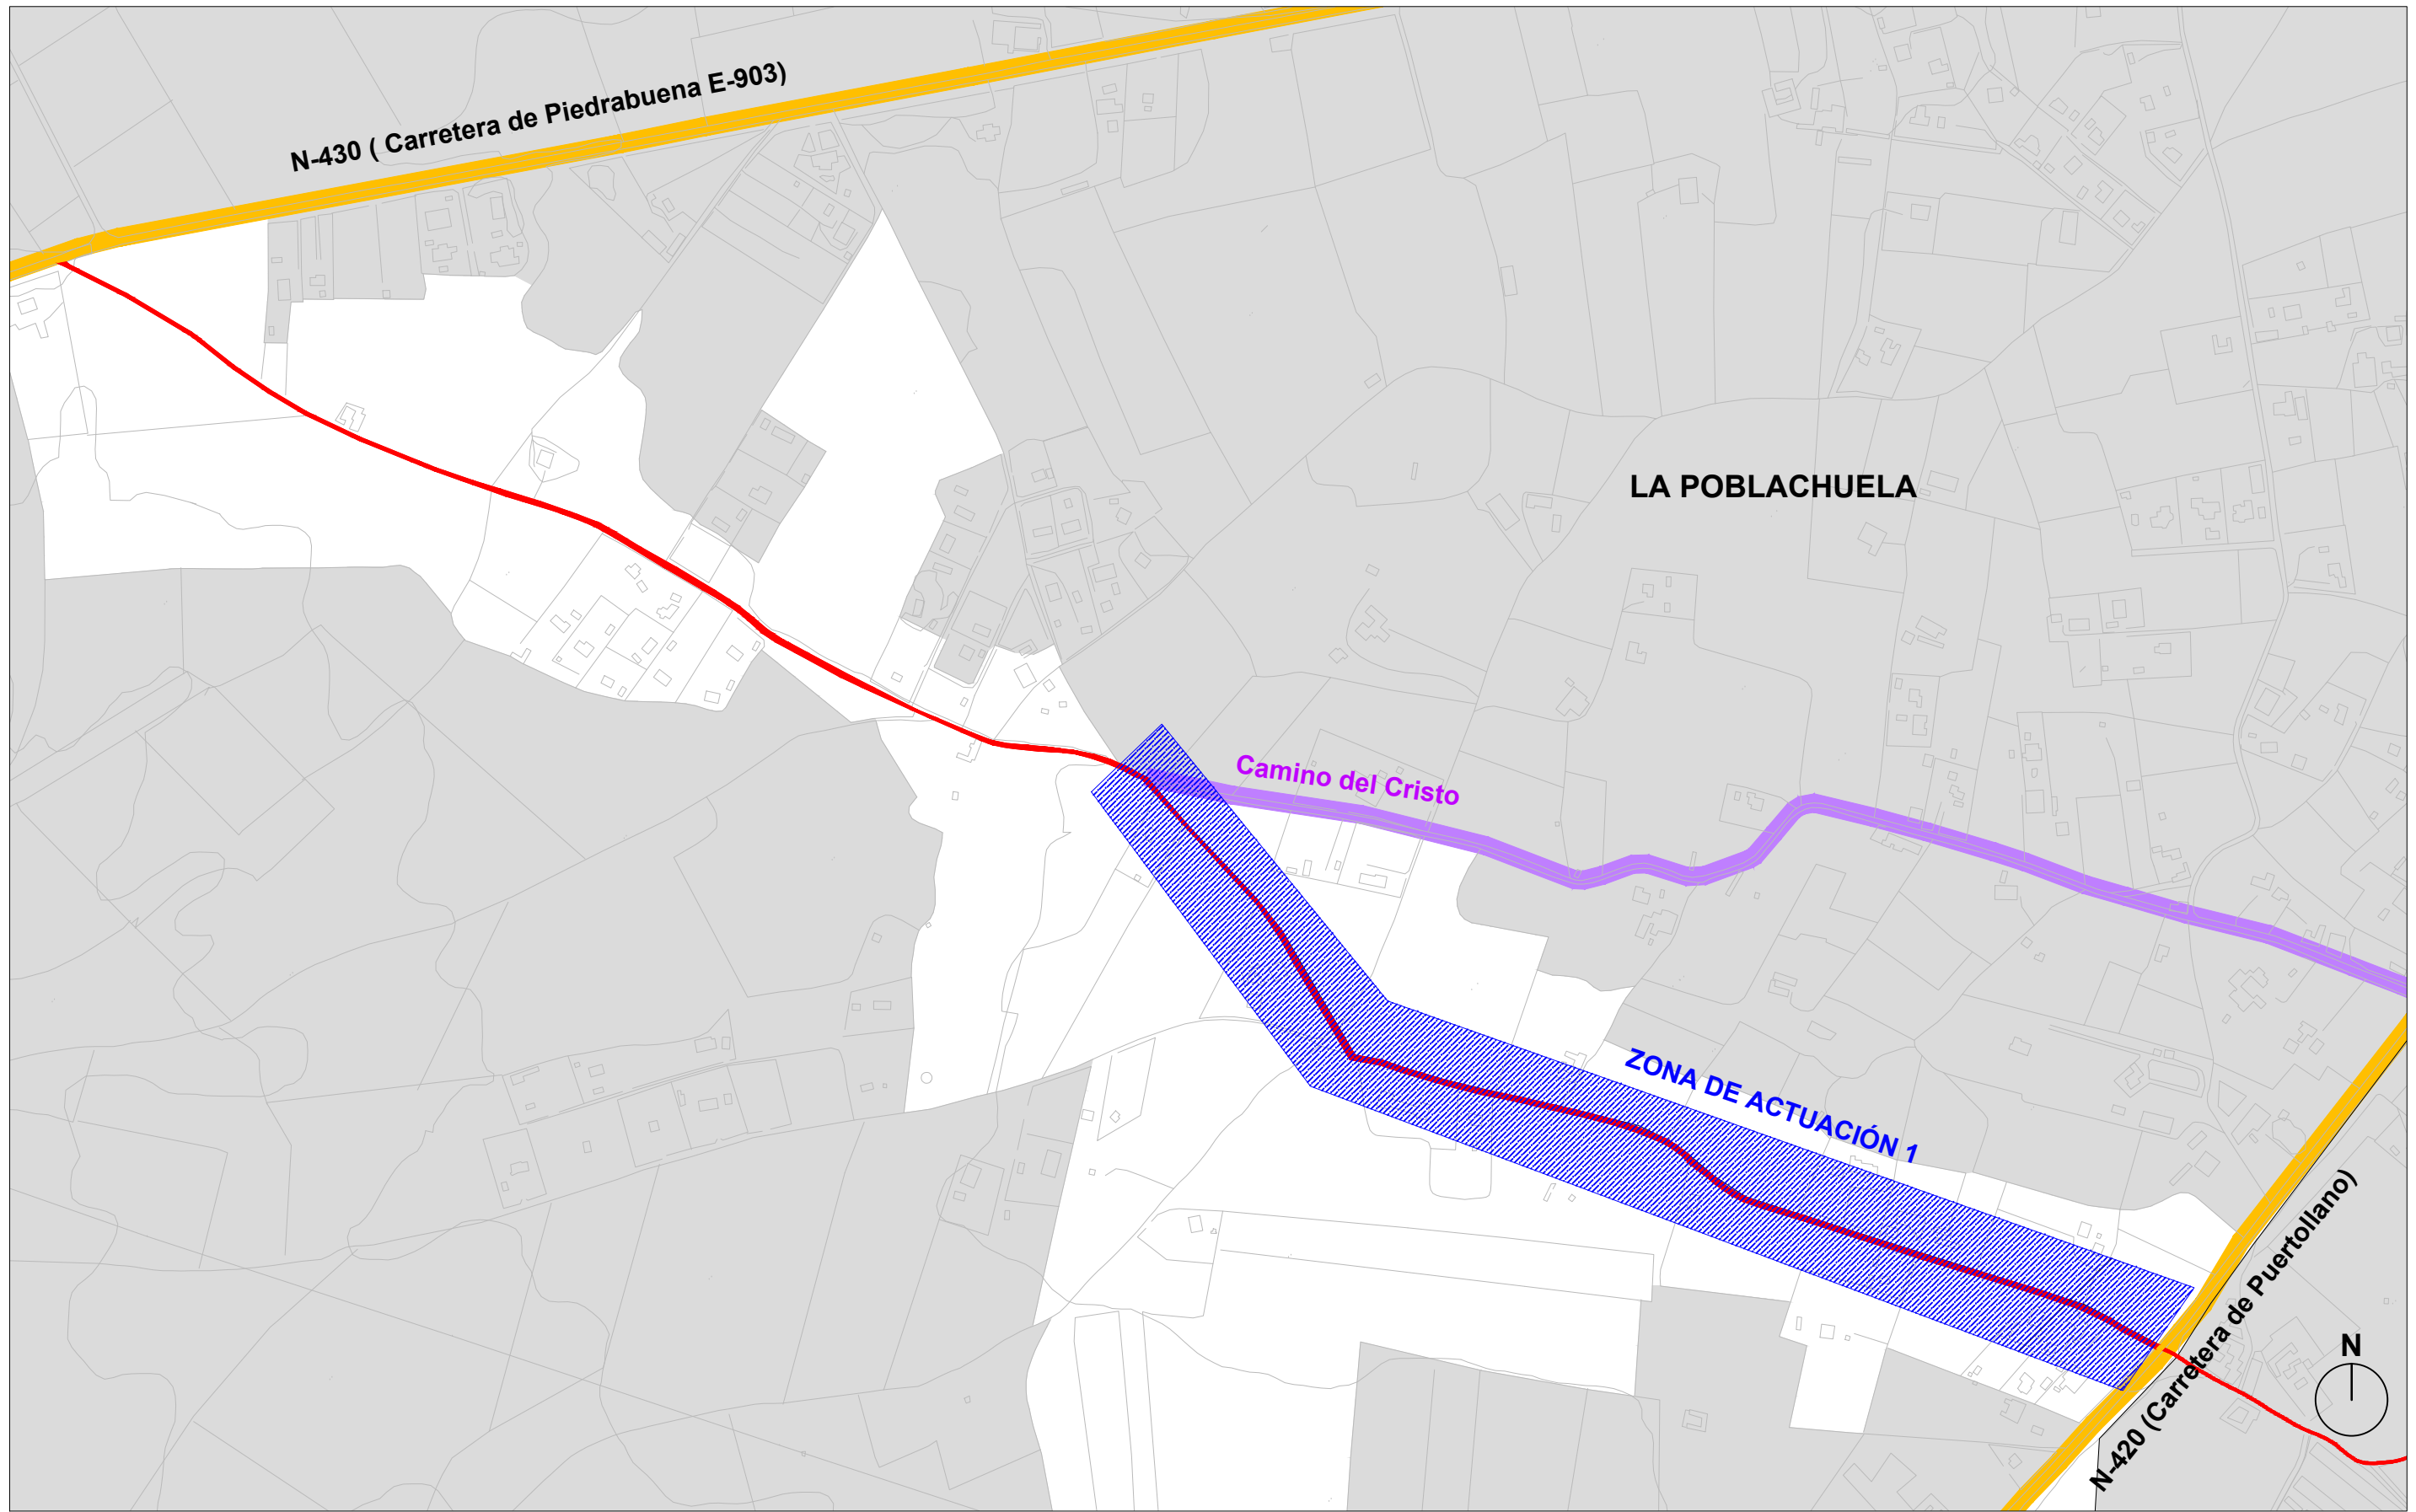 N-430 ( Carretera de Piedrabuena E-903)
LA POBLACHUELA
Camino del Cristo
ZONA DE ACTUACIÓN 1
N-420 (Carretera de Puertollano)
N